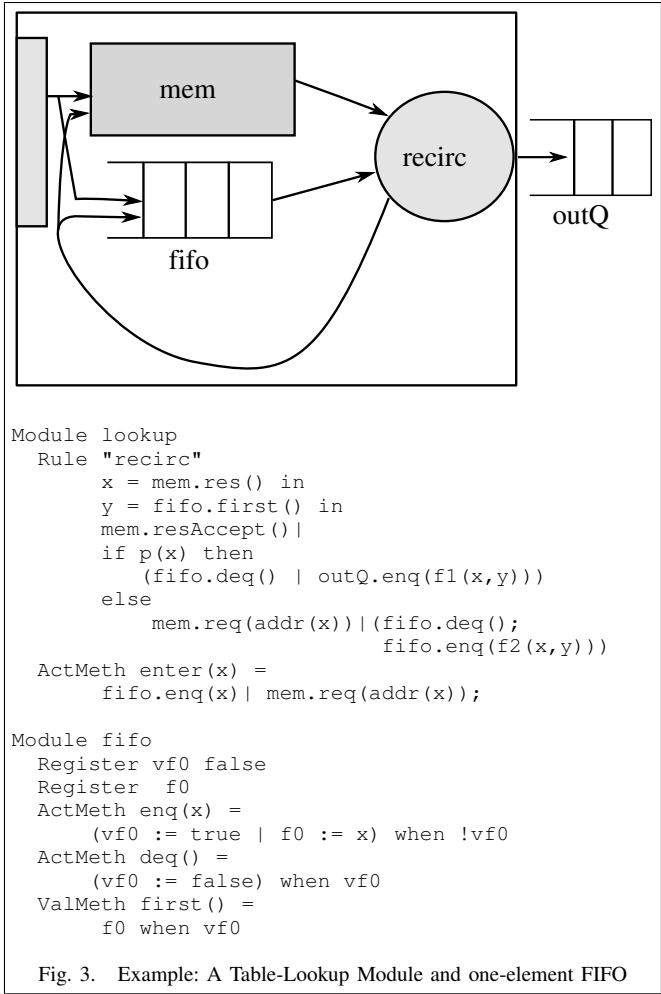 mem
recirc
fifo
outQ
Module lookup
Rule "recirc"
x = mem.res() in
y = fifo.first() in
mem.resAccept()|
if p(x) then
(fifo.deq() | outQ.enq(f1(x,y)))
else
mem.req(addr(x))|(fifo.deq();
fifo.enq(f2(x,y)))
ActMeth enter(x) =
fifo.enq(x)| mem.req(addr(x));
Module fifo
Register vf0 false
Register f0
ActMeth enq(x) =
(vf0 := true | f0 := x) when !vf0
ActMeth deq() =
(vf0 := false) when vf0
ValMeth first() =
f0 when vf0
Fig. 3. Example: A Table-Lookup Module and one-element FIFO